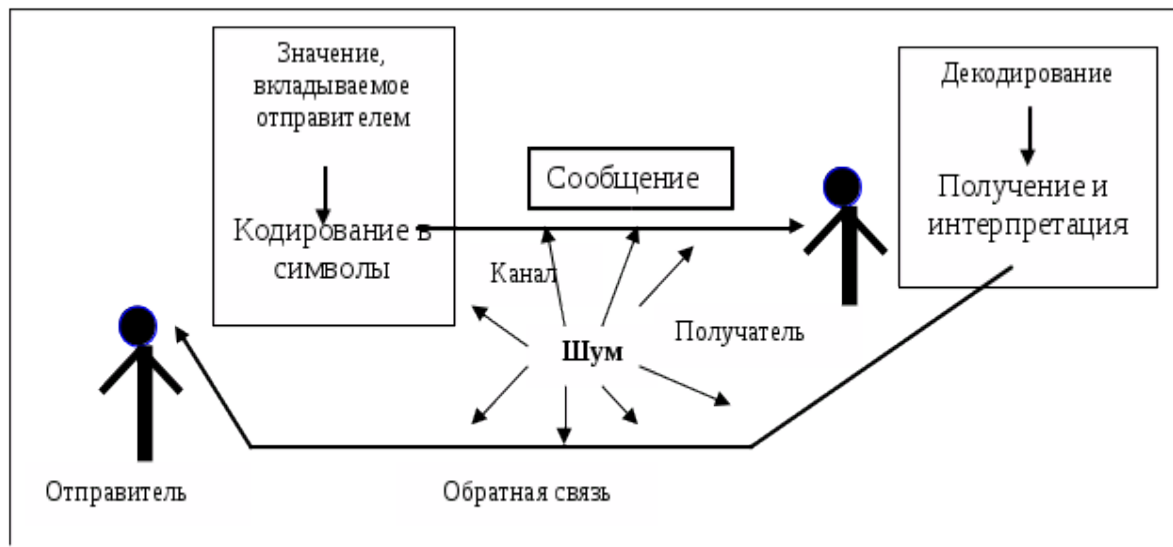 Значение,
вкладываемое
отправителем
Кодирование в
символы
Сообщение
Декодирование
Получение и
интерпретация
Канал
Шум
Получатель
Отправитель
Обратная связь